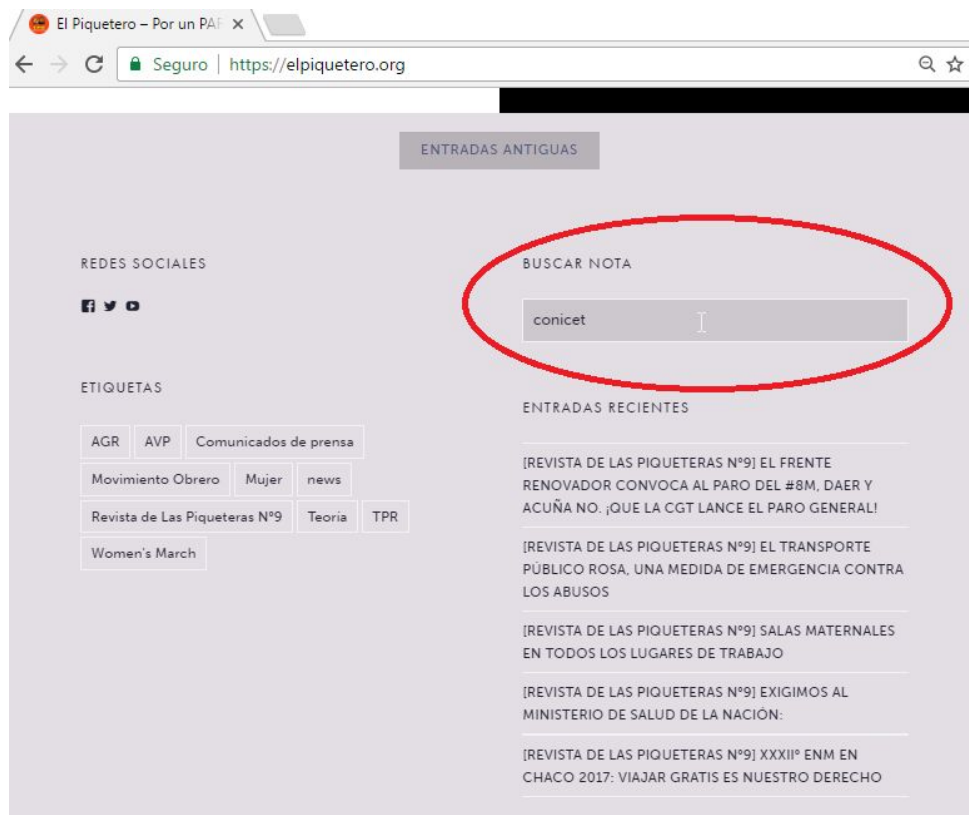 El Piquetero – Por un PAR
Seguro | https://elpiquetero.org
ENTRADAS ANTIGUAS
REDES SOCIALES
ETIQUETAS
AGR AVP Comunicados de prensa
Movimiento Obrero Mujer news
Revista de Las Piqueteras Nº9 Teoría TPR
Women's March
BUSCAR NOTA
conicet
ENTRADAS RECIENTES
[REVISTA DE LAS PIQUETERAS Nº9] EL FRENTE
RENOVADOR CONVOCA AL PARO DEL #8M, DAER Y
ACUÑA NO. ¡QUE LA CGT LANCE EL PARO GENERAL!
[REVISTA DE LAS PIQUETERAS Nº9] EL TRANSPORTE
PÚBLICO ROSA, UNA MEDIDA DE EMERGENCIA CONTRA
LOS ABUSOS
[REVISTA DE LAS PIQUETERAS Nº9] SALAS MATERNALES
EN TODOS LOS LUGARES DE TRABAJO
[REVISTA DE LAS PIQUETERAS Nº9] EXIGIMOS AL
MINISTERIO DE SALUD DE LA NACIÓN:
[REVISTA DE LAS PIQUETERAS Nº9] XXXIIº ENM EN
CHACO 2017: VIAJAR GRATIS ES NUESTRO DERECHO